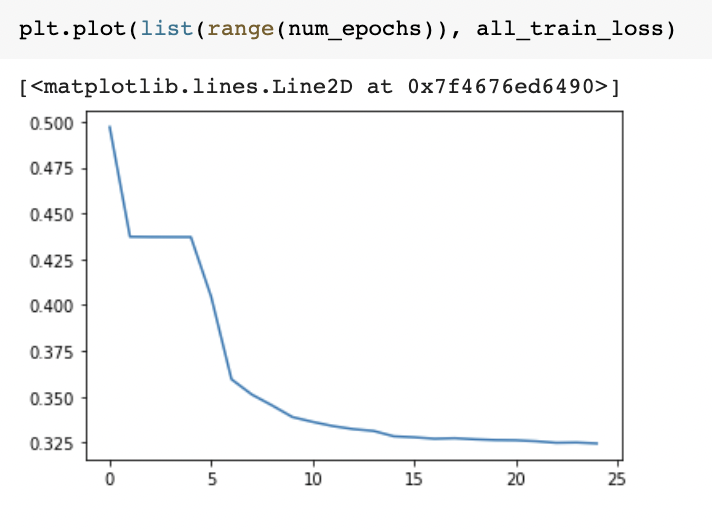 plt.plot(list(range(num_epochs)), all_train_loss)
[<matplotlib.lines.Line2D at 0x7f4676ed6490>]
0.500
0.475
0.450
0.425
0.400
0.375
0.350
0.325
0 5 10 15 20 25